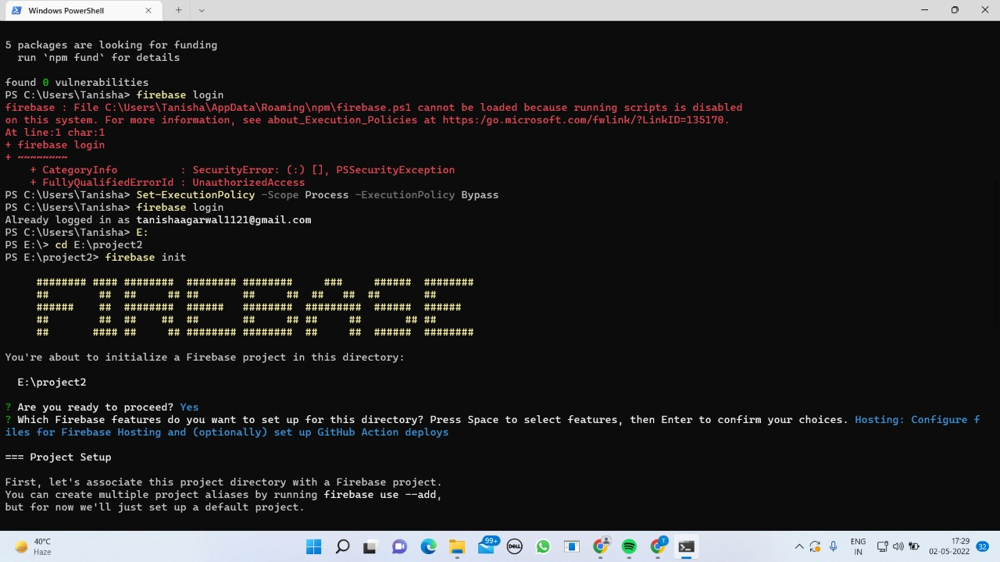 Windows PowerShell
5 packages are looking for funding
run `npm fund` for details
found 0 vulnerabilities
PS C:\Users\Tanisha> firebase login
firebase : File C:\Users\Tanisha\AppData\Roaming\npm\firebase.ps1 cannot be loaded because running scripts is disabled
on this system. For more information, see about_Execution_Policies at https:/go.microsoft.com/fwlink/?LinkID=135170.
At line:1 char:1
+ firebase login
+ ~~~~~~~~
+ CategoryInfo          : SecurityError: (:) [], PSSecurityException
+ FullyQualifiedErrorId : UnauthorizedAccess
PS C:\Users\Tanisha> Set-ExecutionPolicy -Scope Process -ExecutionPolicy Bypass
PS C:\Users\Tanisha> firebase login
Already logged in as tanishaagarwal1121@gmail.com
PS C:\Users\Tanisha> E:
PS E:\> cd E:\project2
PS E:\project2> firebase init
FIREBASE
You're about to initialize a Firebase project in this directory:
E:\project2
? Are you ready to proceed? Yes
? Which Firebase features do you want to set up for this directory? Press Space to select features, then Enter to confirm your choices. Hosting: Configure f
iles for Firebase Hosting and (optionally) set up GitHub Action deploys
=== Project Setup
First, let's associate this project directory with a Firebase project.
You can create multiple project aliases by running firebase use --add,
but for now we'll just set up a default project.
40°C
Haze
99+
DELL
T
ENG
IN
17:29
02-05-2022
32